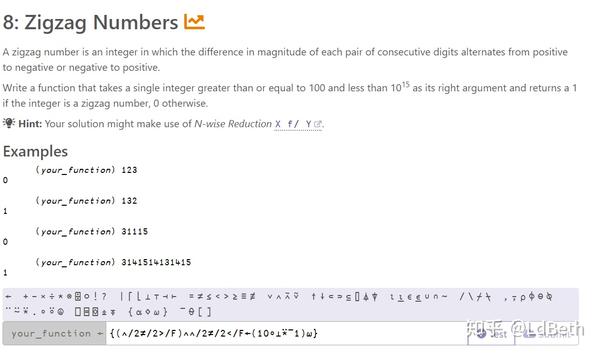 8: Zigzag Numbers
A zigzag number is an integer in which the difference in magnitude of each pair of consecutive digits alternates from positive
to negative or negative to positive.
Write a function that takes a single integer greater than or equal to 100 and less than 10¹⁵ as its right argument and returns a 1
if the integer is a zigzag number, 0 otherwise.
Hint: Your solution might make use of N-wise Reduction X f/ Y.
Examples
(your_function) 123
0
(your_function) 132
1
(your_function) 31115
0
(your_function) 3141514131415
1
← + - × ÷ * ⍟ ⌹ ○ ! ? | ⌈ ⌊ ⊥ ⊤ ⊣ ⊢ = ≠ ≤ < > ≥ ≡ ≢ ∨ ∧ ⍲ ⍱ ↑ ↓ ⊂ ⊃ ⊆ ⌷ ⍋ ⍒ ⍳ ⍸ ∊ ⍷ ∪ ∩ ~ / \ ⌿ ⍀ , ⍪ ⍴ ⌽ ⊖ ⍉
¨ ⍨ ⍣ . ∘ ⍤ ⍥ @ ⎕ ⍠ ⌸ ⌺ ⍎ ⍕ { ⍺ ⋄ ⍵ } ¯ ⍬ [ ]
your_function ← {(∧/2≠/2>/F)∧∧/2≠/2</F←(10∘⊥⍣¯1)⍵}
Test
知乎 @LdBeth